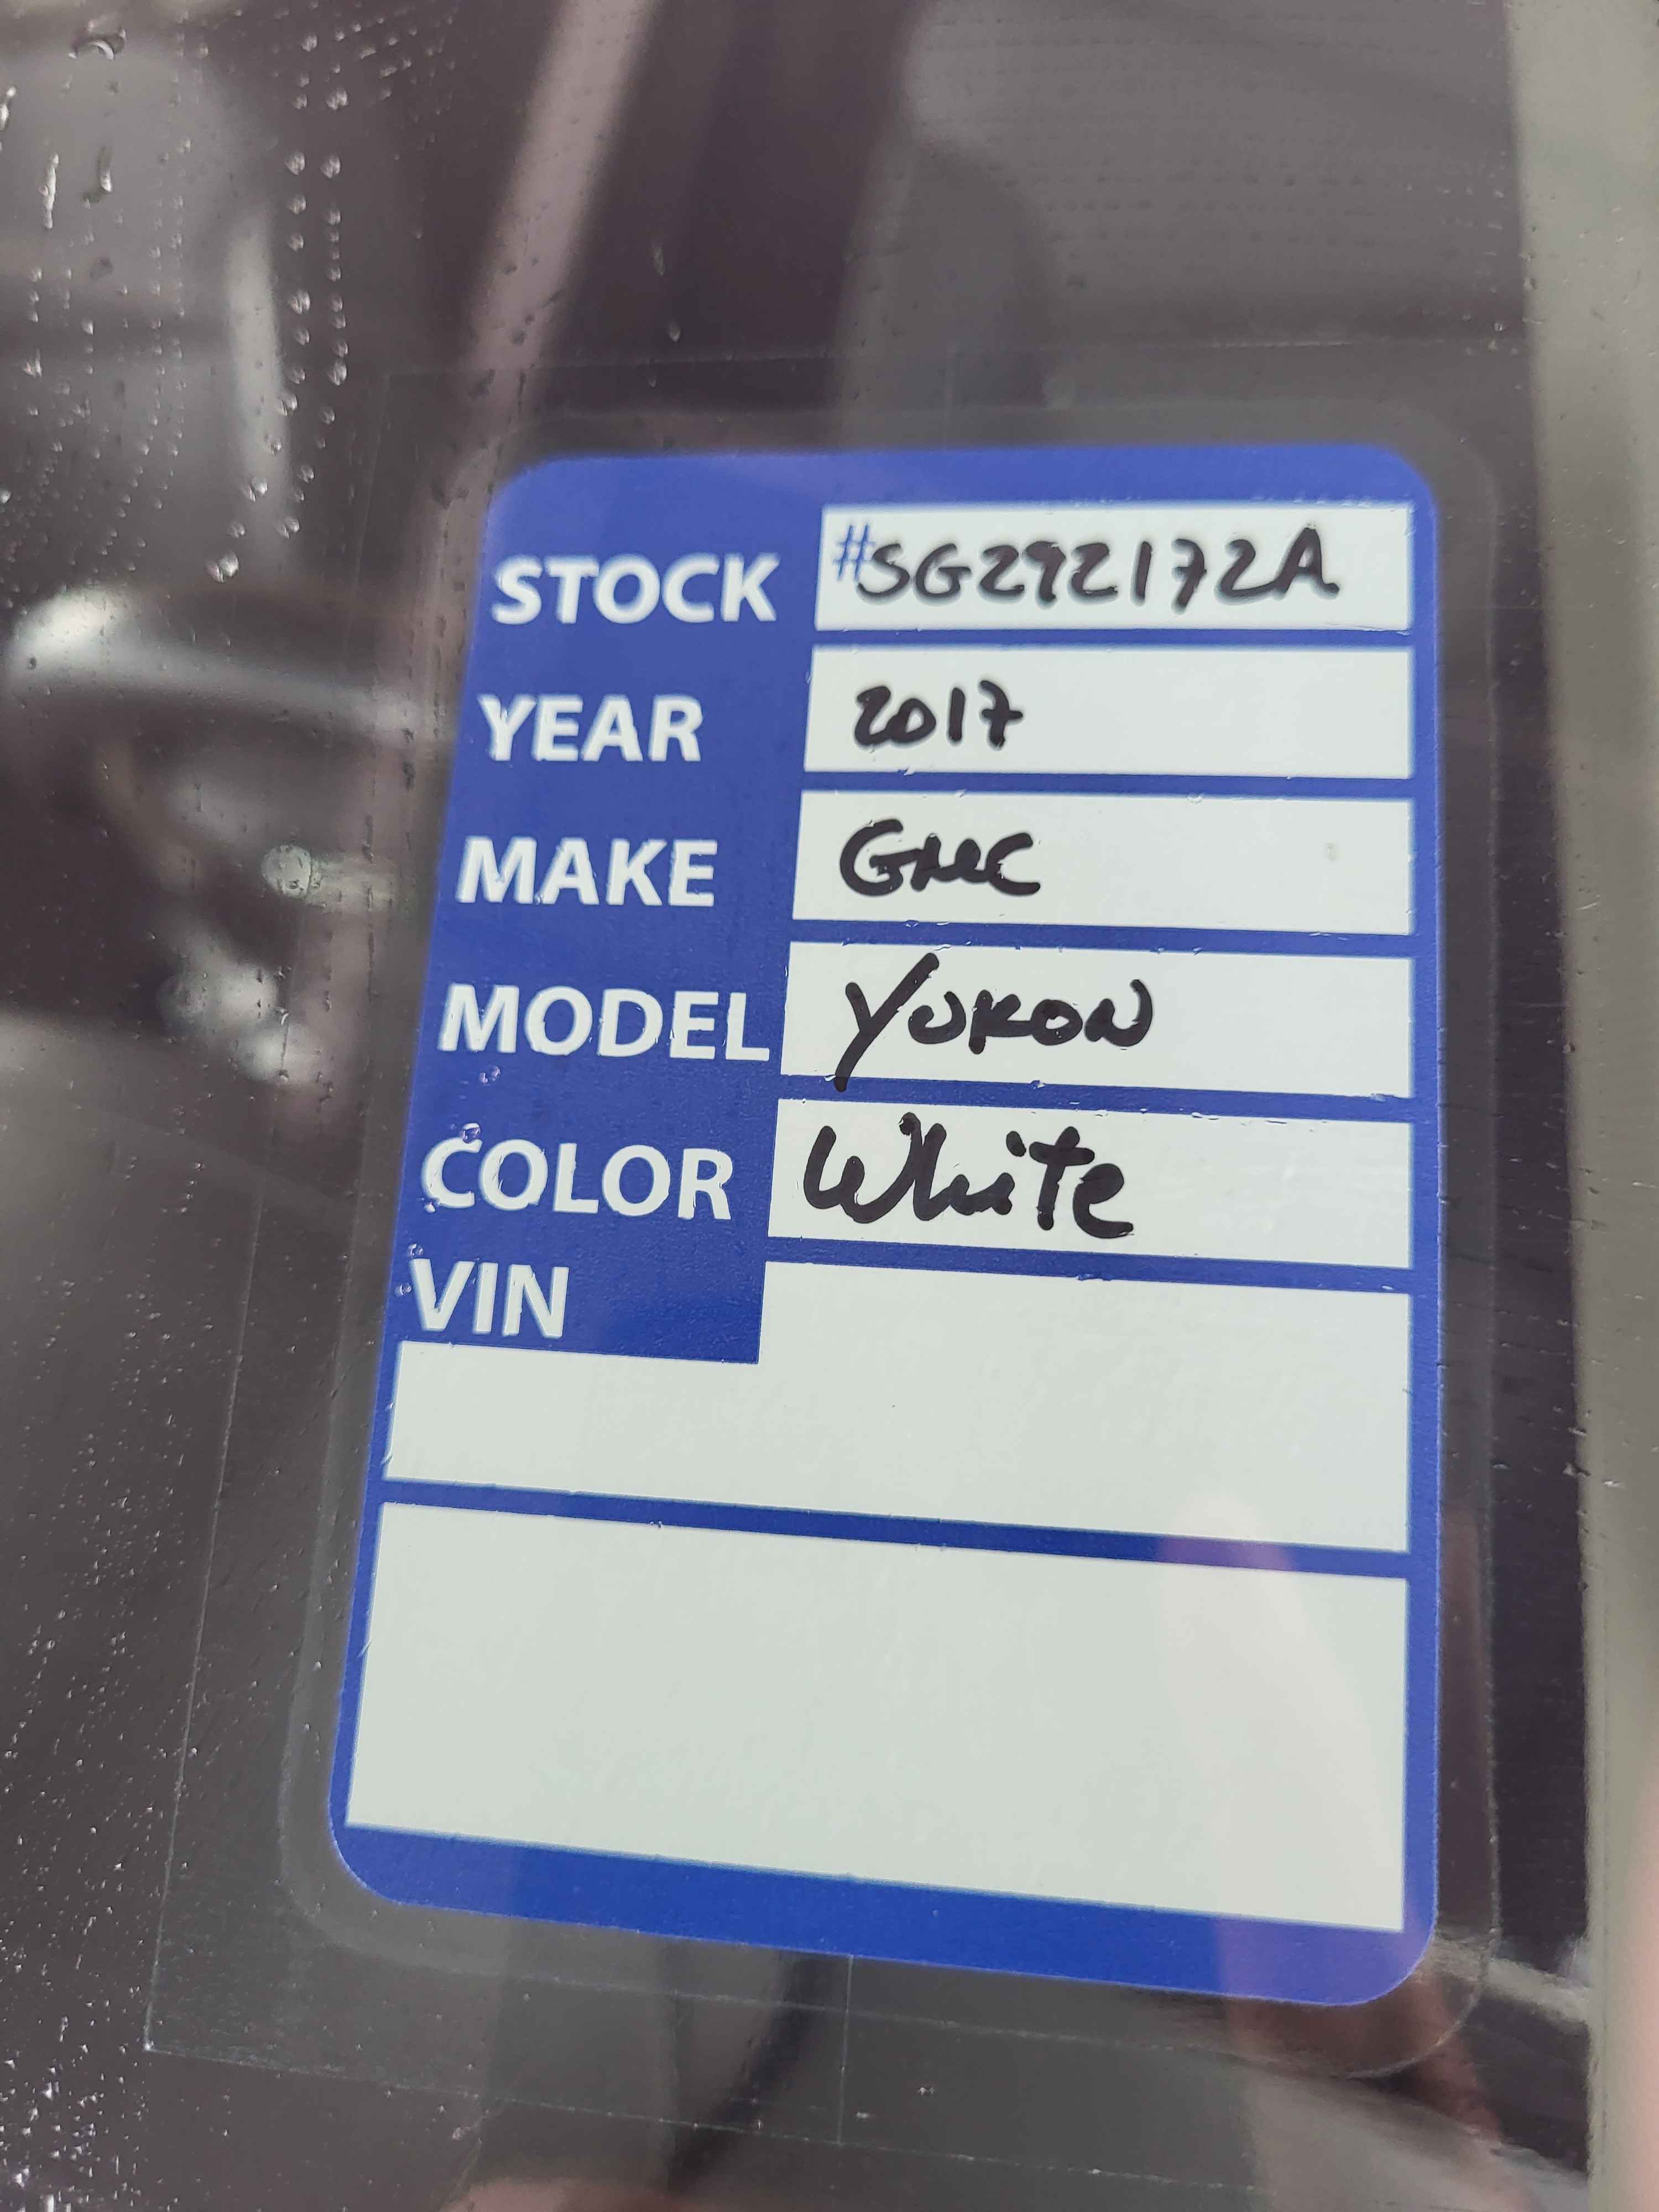 STOCK #SG292172A
YEAR 2017
MAKE GMC
MODEL YUKON
COLOR White
VIN